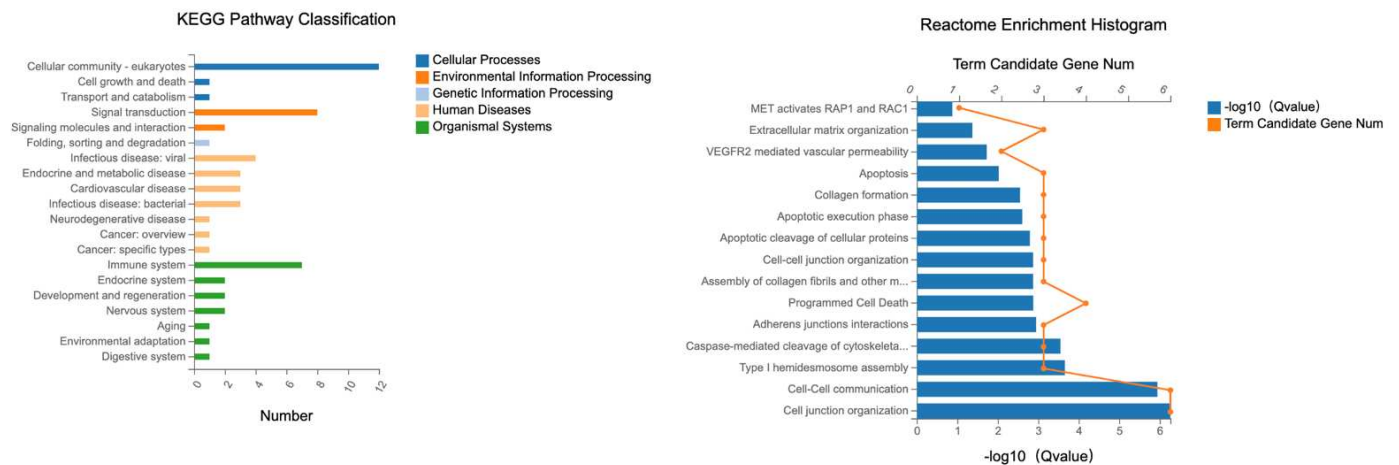 KEGG Pathway Classification
Cellular community - eukaryotes
Cell growth and death
Transport and catabolism
Signal transduction
Signaling molecules and interaction
Folding, sorting and degradation
Infectious disease: viral
Endocrine and metabolic disease
Cardiovascular disease
Infectious disease: bacterial
Neurodegenerative disease
Cancer: overview
Cancer: specific types
Immune system
Endocrine system
Development and regeneration
Nervous system
Aging
Environmental adaptation
Digestive system
0 2 4 6 8 10 12
Number
Cellular Processes
Environmental Information Processing
Genetic Information Processing
Human Diseases
Organismal Systems
Reactome Enrichment Histogram
Term Candidate Gene Num
0 1 2 3 4 5 6
MET activates RAP1 and RAC1
Extracellular matrix organization
VEGFR2 mediated vascular permeability
Apoptosis
Collagen formation
Apoptotic execution phase
Apoptotic cleavage of cellular proteins
Cell-cell junction organization
Assembly of collagen fibrils and other m...
Programmed Cell Death
Adherens junctions interactions
Caspase-mediated cleavage of cytoskeleta...
Type I hemidesmosome assembly
Cell-Cell communication
Cell junction organization
0 1 2 3 4 5 6
-log10（Qvalue）
-log10（Qvalue）
Term Candidate Gene Num